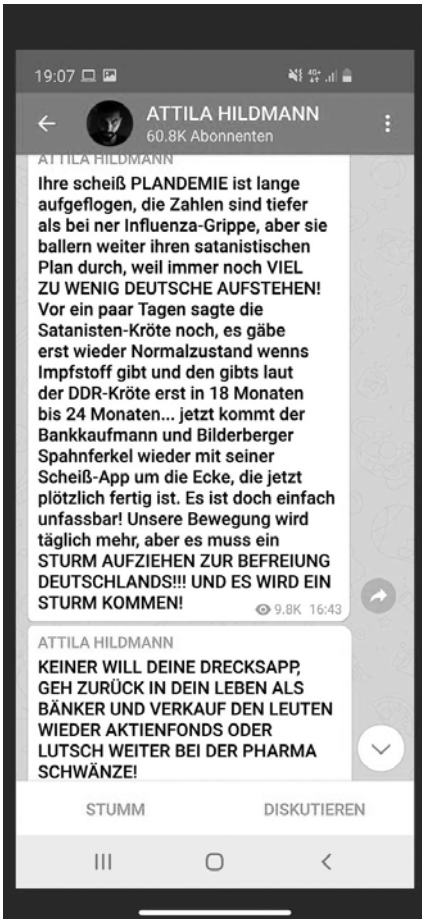 19:07
ATTILA HILDMANN
60.8K Abonnenten
ATTILA HILDMANN
Ihre scheiß PLANDEMIE ist lange
aufgeflogen, die Zahlen sind tiefer
als bei ner Influenza-Grippe, aber sie
ballern weiter ihren satanistischen
Plan durch, weil immer noch VIEL
ZU WENIG DEUTSCHE AUFSTEHEN!
Vor ein paar Tagen sagte die
Satanisten-Kröte noch, es gäbe
erst wieder Normalzustand wenns
Impfstoff gibt und den gibts laut
der DDR-Kröte erst in 18 Monaten
bis 24 Monaten... jetzt kommt der
Bankkaufmann und Bilderberger
Spahnferkel wieder mit seiner
Scheiß-App um die Ecke, die jetzt
plötzlich fertig ist. Es ist doch einfach
unfassbar! Unsere Bewegung wird
täglich mehr, aber es muss ein
STURM AUFZIEHEN ZUR BEFREIUNG
DEUTSCHLANDS!!! UND ES WIRD EIN
STURM KOMMEN!
9.8K 16:43
ATTILA HILDMANN
KEINER WILL DEINE DRECKSAPP,
GEH ZURÜCK IN DEIN LEBEN ALS
BÄNKER UND VERKAUF DEN LEUTEN
WIEDER AKTIENFONDS ODER
LUTSCH WEITER BEI DER PHARMA
SCHWÄNZE!
STUMM DISKUTIEREN